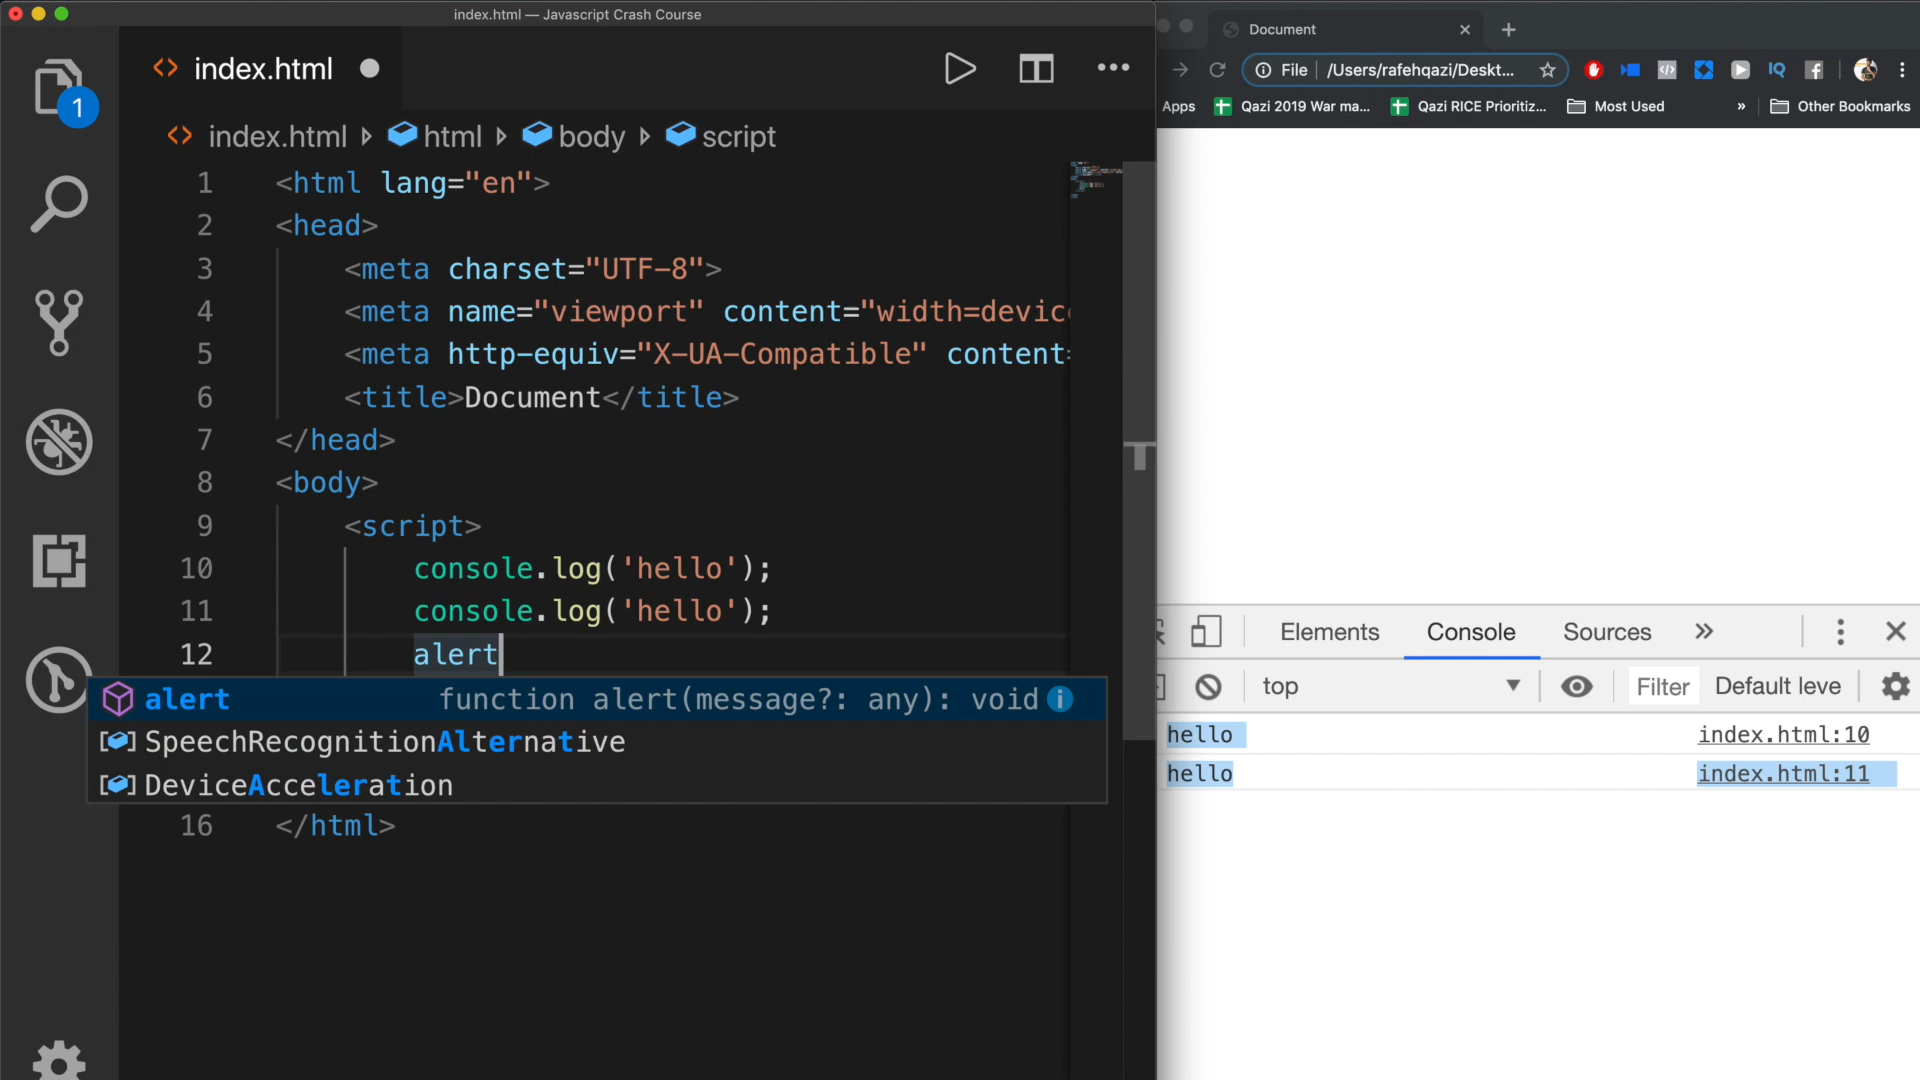 index.html — Javascript Crash Course
index.html
1
index.html html body script
1 <html lang="en">
2 <head>
3 <meta charset="UTF-8">
4 <meta name="viewport" content="width=devic
5 <meta http-equiv="X-UA-Compatible" content=
6 <title>Document</title>
7 </head>
8 <body>
9 <script>
10 console.log('hello');
11 console.log('hello');
12 alert
alert function alert(message?: any): void
SpeechRecognitionAlternative
DeviceAcceleration
16 </html>
Document
File /Users/rafehqazi/Deskt...
IQ
Apps Qazi 2019 War ma... Qazi RICE Prioritiz... Most Used » Other Bookmarks
Elements Console Sources »
top Filter Default leve
hello index.html:10
hello index.html:11